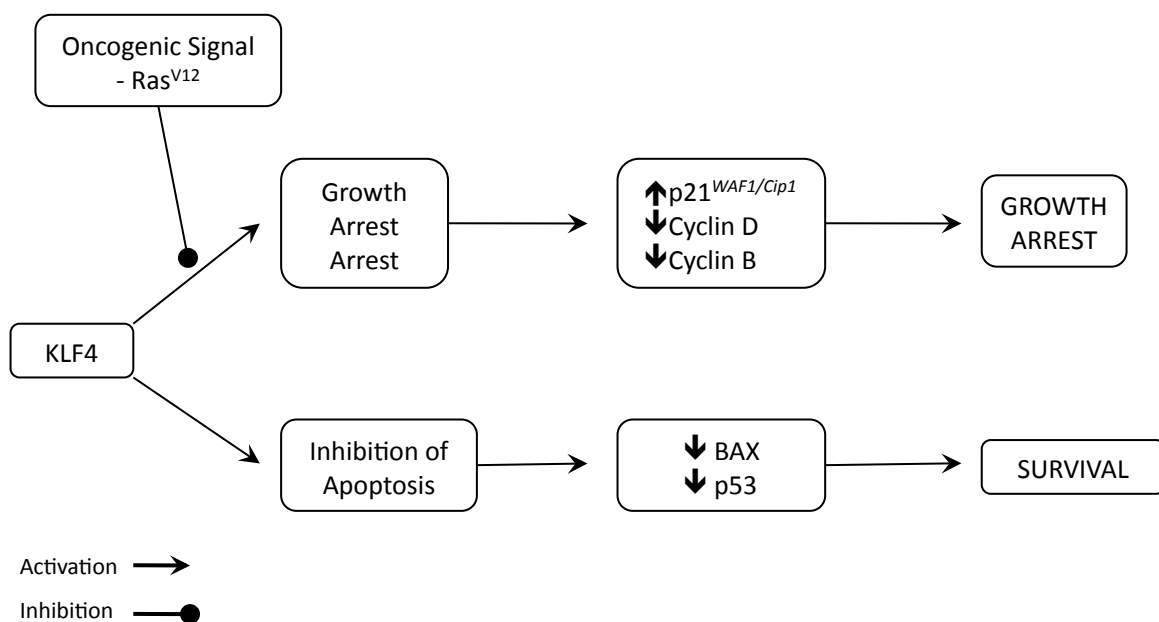 Oncogenic Signal
- Ras^V12
Growth
Arrest
Arrest
↑p21^WAF1/Cip1
↓Cyclin D
↓Cyclin B
GROWTH
ARREST
KLF4
Inhibition of
Apoptosis
↓ BAX
↓ p53
SURVIVAL
Activation
Inhibition